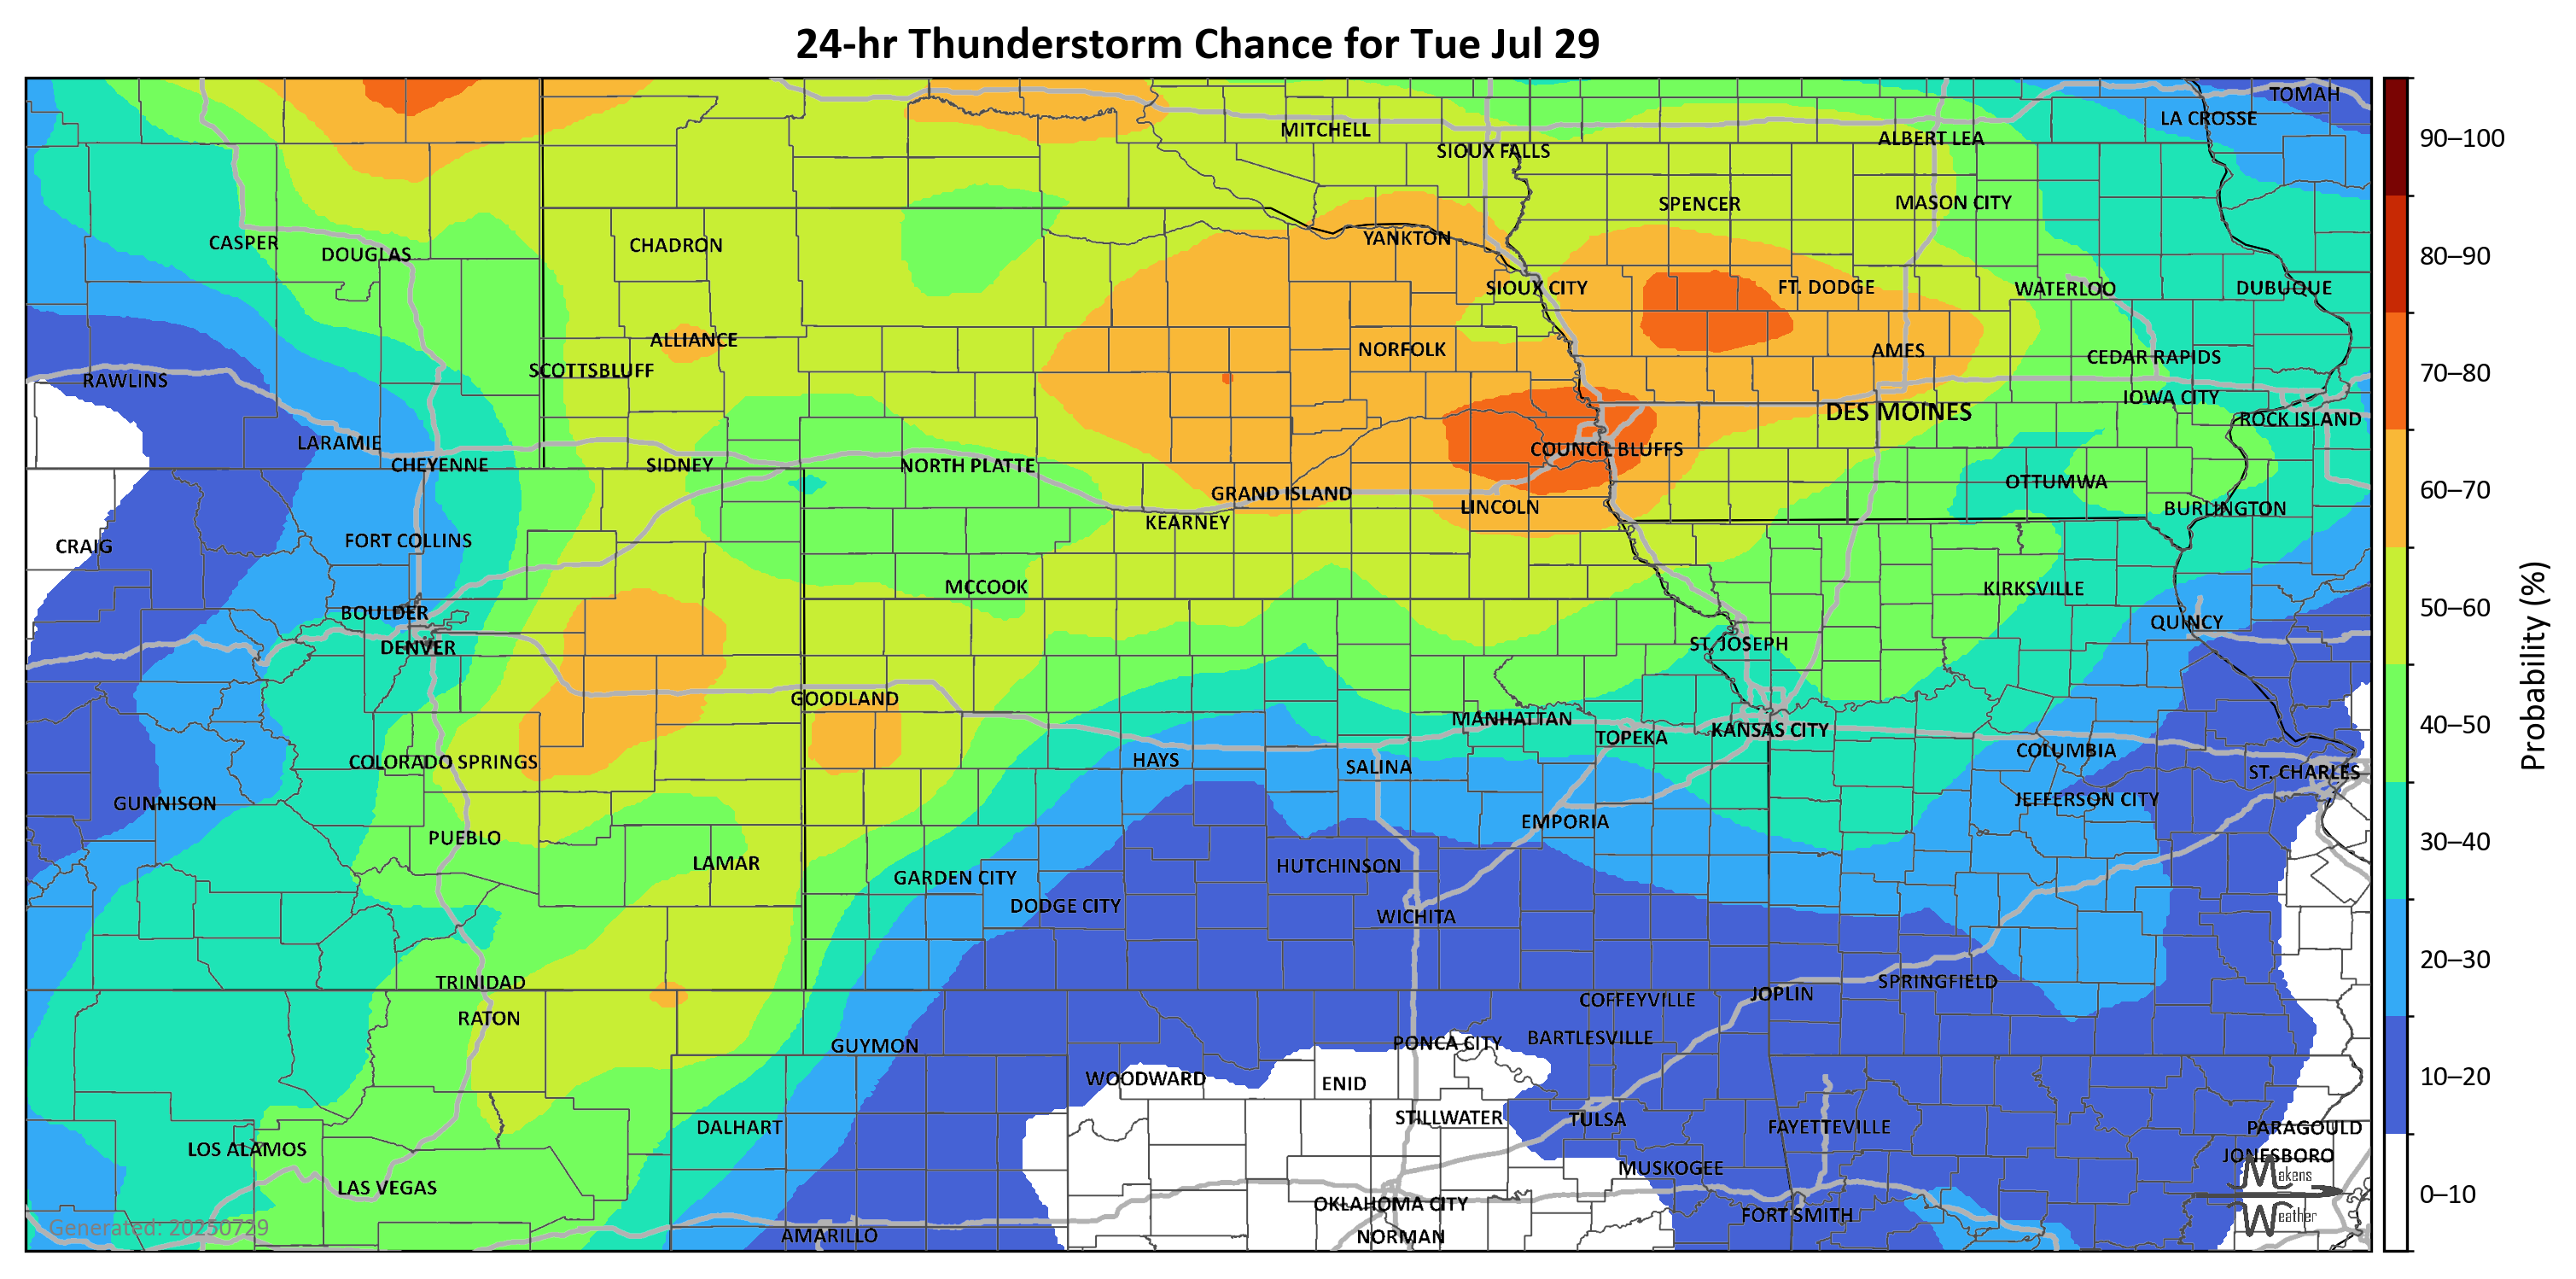 24-hr Thunderstorm Chance for Tue Jul 29
TOMAH
LA CROSSE
MITCHELL
ALBERT LEA
SIOUX FALLS
SPENCER
MASON CITY
CASPER
DOUGLAS
CHADRON
YANKTON
SIOUX CITY
FT. DODGE
WATERLOO
DUBUQUE
ALLIANCE
NORFOLK
AMES
CEDAR RAPIDS
SCOTTSBLUFF
RAWLINS
IOWA CITY
DES MOINES
ROCK ISLAND
LARAMIE
COUNCIL BLUFFS
CHEYENNE
SIDNEY
NORTH PLATTE
OTTUMWA
GRAND ISLAND
LINCOLN
BURLINGTON
KEARNEY
CRAIG
FORT COLLINS
MCCOOK
KIRKSVILLE
BOULDER
QUINCY
DENVER
ST. JOSEPH
GOODLAND
MANHATTAN
KANSAS CITY
TOPEKA
COLUMBIA
COLORADO SPRINGS
HAYS
SALINA
ST. CHARLES
GUNNISON
JEFFERSON CITY
EMPORIA
PUEBLO
LAMAR
HUTCHINSON
GARDEN CITY
DODGE CITY
WICHITA
TRINIDAD
SPRINGFIELD
JOPLIN
COFFEYVILLE
RATON
BARTLESVILLE
GUYMON
PONCA CITY
WOODWARD
ENID
STILLWATER
TULSA
DALHART
FAYETTEVILLE
PARAGOULD
LOS ALAMOS
JONESBORO
MUSKOGEE
Makens
LAS VEGAS
OKLAHOMA CITY
FORT SMITH
Weather
Generated: 20250729
AMARILLO
NORMAN
90–100
80–90
70–80
60–70
50–60
40–50
30–40
20–30
10–20
0–10
Probability (%)